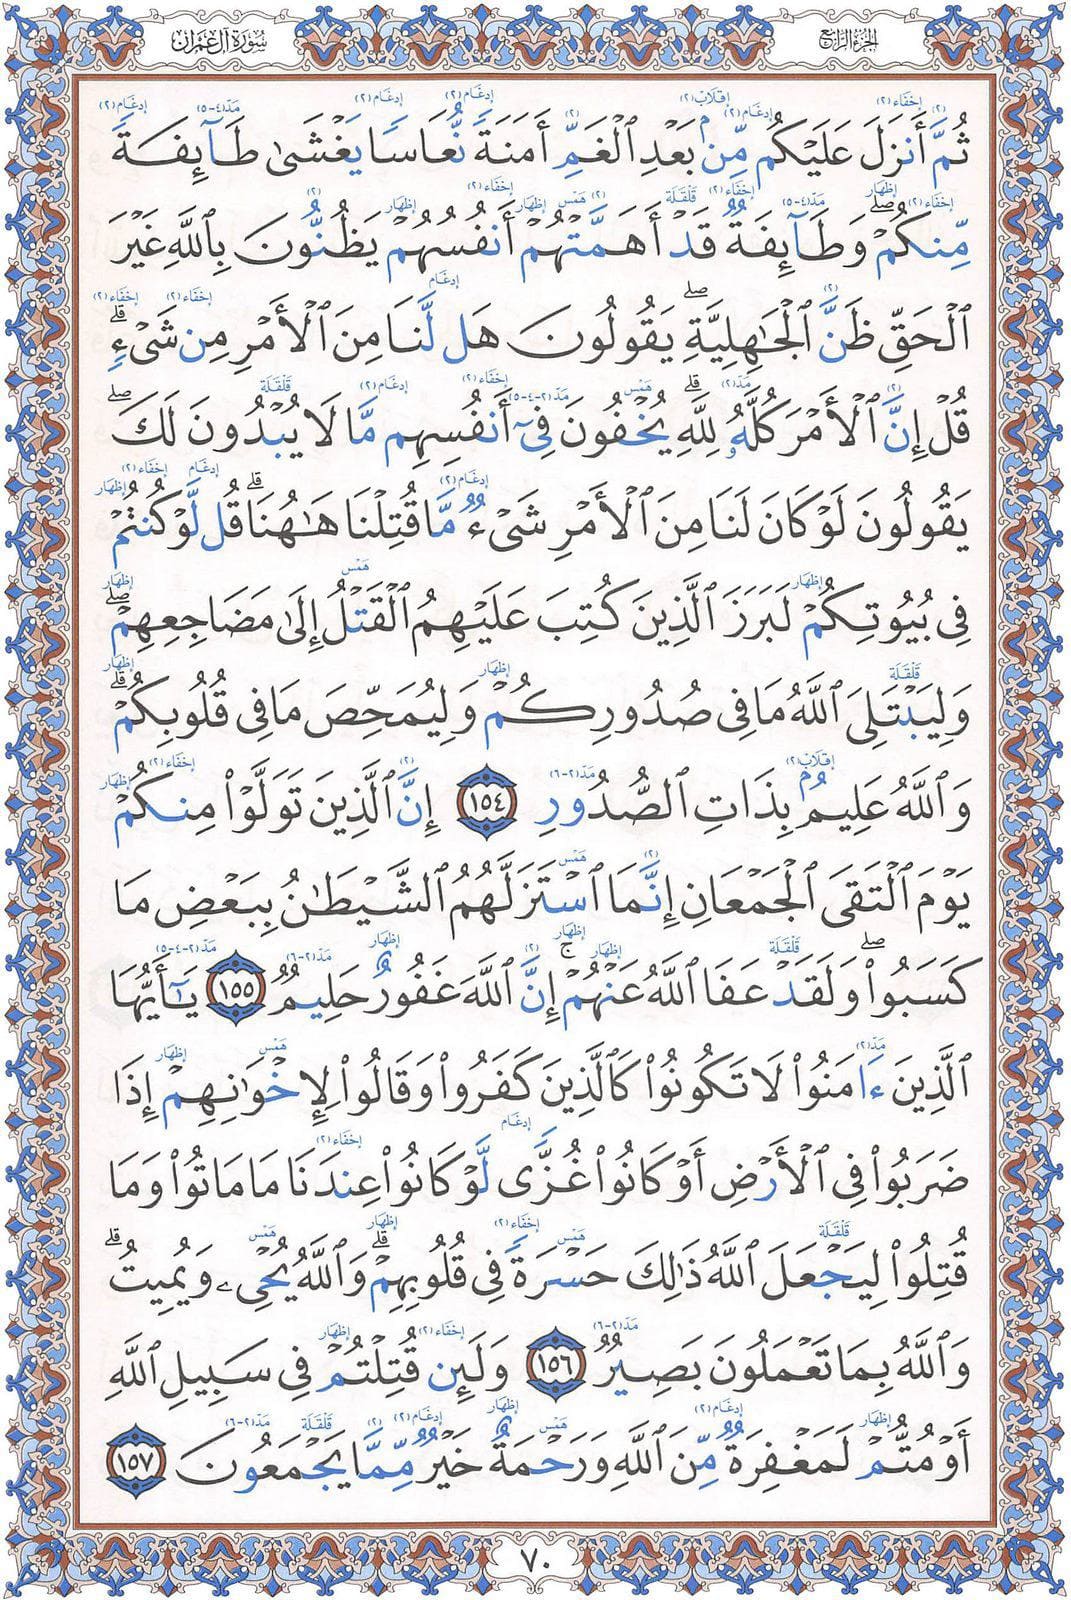 الجزء الرابع
سورة آل عمران
ثُمَّ أَنزَلَ عَلَيْكُم مِّنۢ بَعْدِ ٱلْغَمِّ أَمَنَةً نُّعَاسًا يَغْشَىٰ طَآئِفَةً
مِّنكُمْ ۖ وَطَآئِفَةٌ قَدْ أَهَمَّتْهُمْ أَنفُسُهُمْ يَظُنُّونَ بِٱللَّهِ غَيْرَ
ٱلْحَقِّ ظَنَّ ٱلْجَٰهِلِيَّةِ ۖ يَقُولُونَ هَل لَّنَا مِنَ ٱلْأَمْرِ مِن شَىْءٍ ۗ
قُلْ إِنَّ ٱلْأَمْرَ كُلَّهُۥ لِلَّهِ ۗ يُخْفُونَ فِىٓ أَنفُسِهِم مَّا لَا يُبْدُونَ لَكَ ۖ
يَقُولُونَ لَوْ كَانَ لَنَا مِنَ ٱلْأَمْرِ شَىْءٌ مَّا قُتِلْنَا هَٰهُنَا ۗ قُل لَّوْ كُنتُمْ
فِى بُيُوتِكُمْ لَبَرَزَ ٱلَّذِينَ كُتِبَ عَلَيْهِمُ ٱلْقَتْلُ إِلَىٰ مَضَاجِعِهِمْ ۖ
وَلِيَبْتَلِىَ ٱللَّهُ مَا فِى صُدُورِكُمْ وَلِيُمَحِّصَ مَا فِى قُلُوبِكُمْ ۗ
وَٱللَّهُ عَلِيمٌۢ بِذَاتِ ٱلصُّدُورِ ١٥٤ إِنَّ ٱلَّذِينَ تَوَلَّوْا۟ مِنكُمْ
يَوْمَ ٱلْتَقَى ٱلْجَمْعَانِ إِنَّمَا ٱسْتَزَلَّهُمُ ٱلشَّيْطَٰنُ بِبَعْضِ مَا
كَسَبُوا۟ ۖ وَلَقَدْ عَفَا ٱللَّهُ عَنْهُمْ ۗ إِنَّ ٱللَّهَ غَفُورٌ حَلِيمٌ ١٥٥ يَٰٓأَيُّهَا
ٱلَّذِينَ ءَامَنُوا۟ لَا تَكُونُوا۟ كَٱلَّذِينَ كَفَرُوا۟ وَقَالُوا۟ لِإِخْوَٰنِهِمْ إِذَا
ضَرَبُوا۟ فِى ٱلْأَرْضِ أَوْ كَانُوا۟ غُزًّى لَّوْ كَانُوا۟ عِندَنَا مَا مَاتُوا۟ وَمَا
قُتِلُوا۟ لِيَجْعَلَ ٱللَّهُ ذَٰلِكَ حَسْرَةً فِى قُلُوبِهِمْ ۗ وَٱللَّهُ يُحْىِۦ وَيُمِيتُ ۗ
وَٱللَّهُ بِمَا تَعْمَلُونَ بَصِيرٌ ١٥٦ وَلَئِن قُتِلْتُمْ فِى سَبِيلِ ٱللَّهِ
أَوْ مُتُّمْ لَمَغْفِرَةٌ مِّنَ ٱللَّهِ وَرَحْمَةٌ خَيْرٌ مِّمَّا يَجْمَعُونَ ١٥٧
٧٠